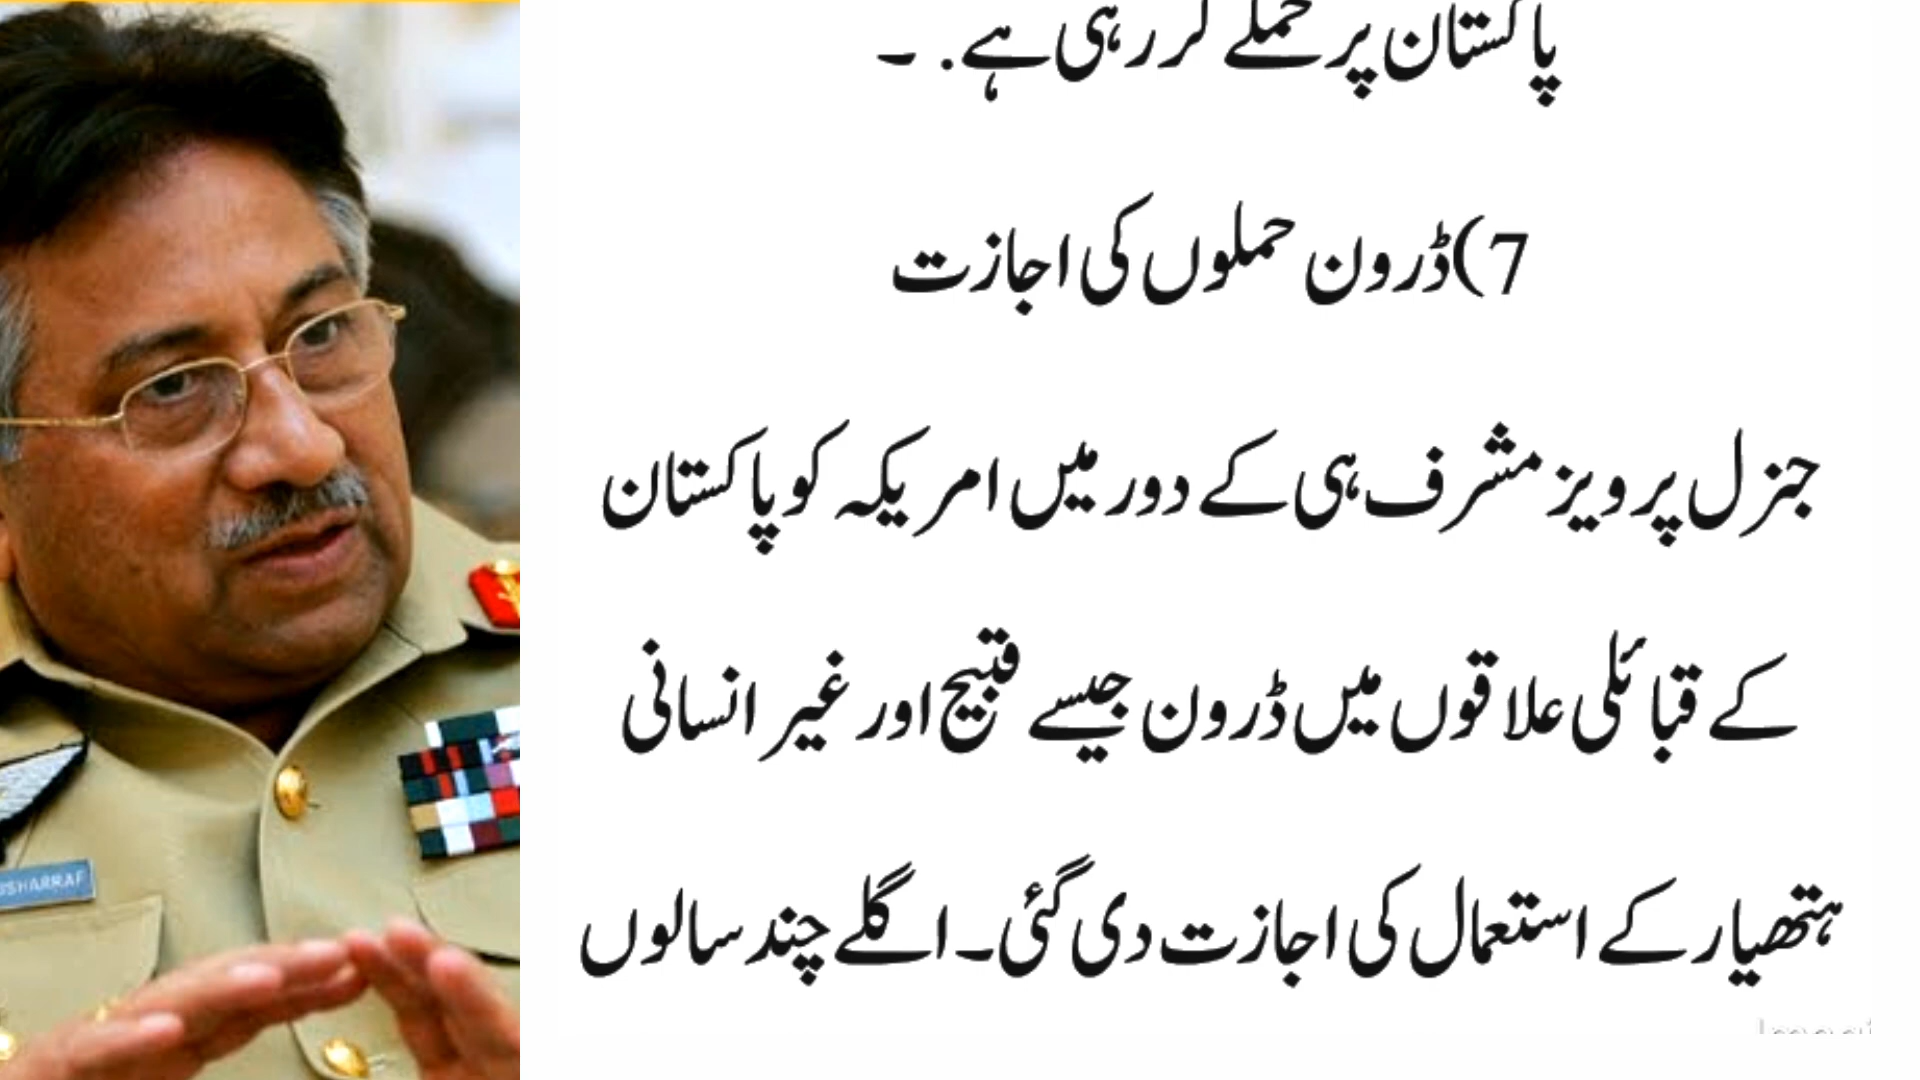 پاکستان پر حملے کر رہی ہے. ۔
7)ڈرون حملوں کی اجازت
جنرل پرویز مشرف ہی کے دور میں امریکہ کو پاکستان
کے قبائلی علاقوں میں ڈرون جیسے قبیح اور غیر انسانی
ہتھیار کے استعمال کی اجازت دی گئی۔ اگلے چند سالوں
USHARRAF